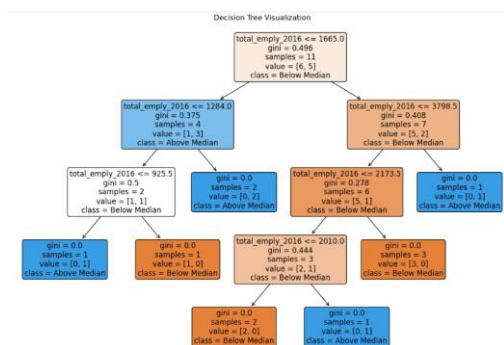 Decision Tree Visualization
total_emply_2016 <= 1665.0
gini = 0.496
samples = 11
value = [6, 5]
class = Below Median
total_emply_2016 <= 1284.0
gini = 0.375
samples = 4
value = [1, 3]
class = Above Median
total_emply_2016 <= 3798.5
gini = 0.408
samples = 7
value = [5, 2]
class = Below Median
total_emply_2016 <= 925.5
gini = 0.5
samples = 2
value = [1, 1]
class = Below Median
gini = 0.0
samples = 2
value = [0, 2]
class = Above Median
total_emply_2016 <= 2173.5
gini = 0.278
samples = 6
value = [5, 1]
class = Below Median
gini = 0.0
samples = 1
value = [0, 1]
class = Above Median
gini = 0.0
samples = 1
value = [0, 1]
class = Above Median
gini = 0.0
samples = 1
value = [1, 0]
class = Below Median
total_emply_2016 <= 2010.0
gini = 0.444
samples = 3
value = [2, 1]
class = Below Median
gini = 0.0
samples = 3
value = [3, 0]
class = Below Median
gini = 0.0
samples = 2
value = [2, 0]
class = Below Median
gini = 0.0
samples = 1
value = [0, 1]
class = Above Median